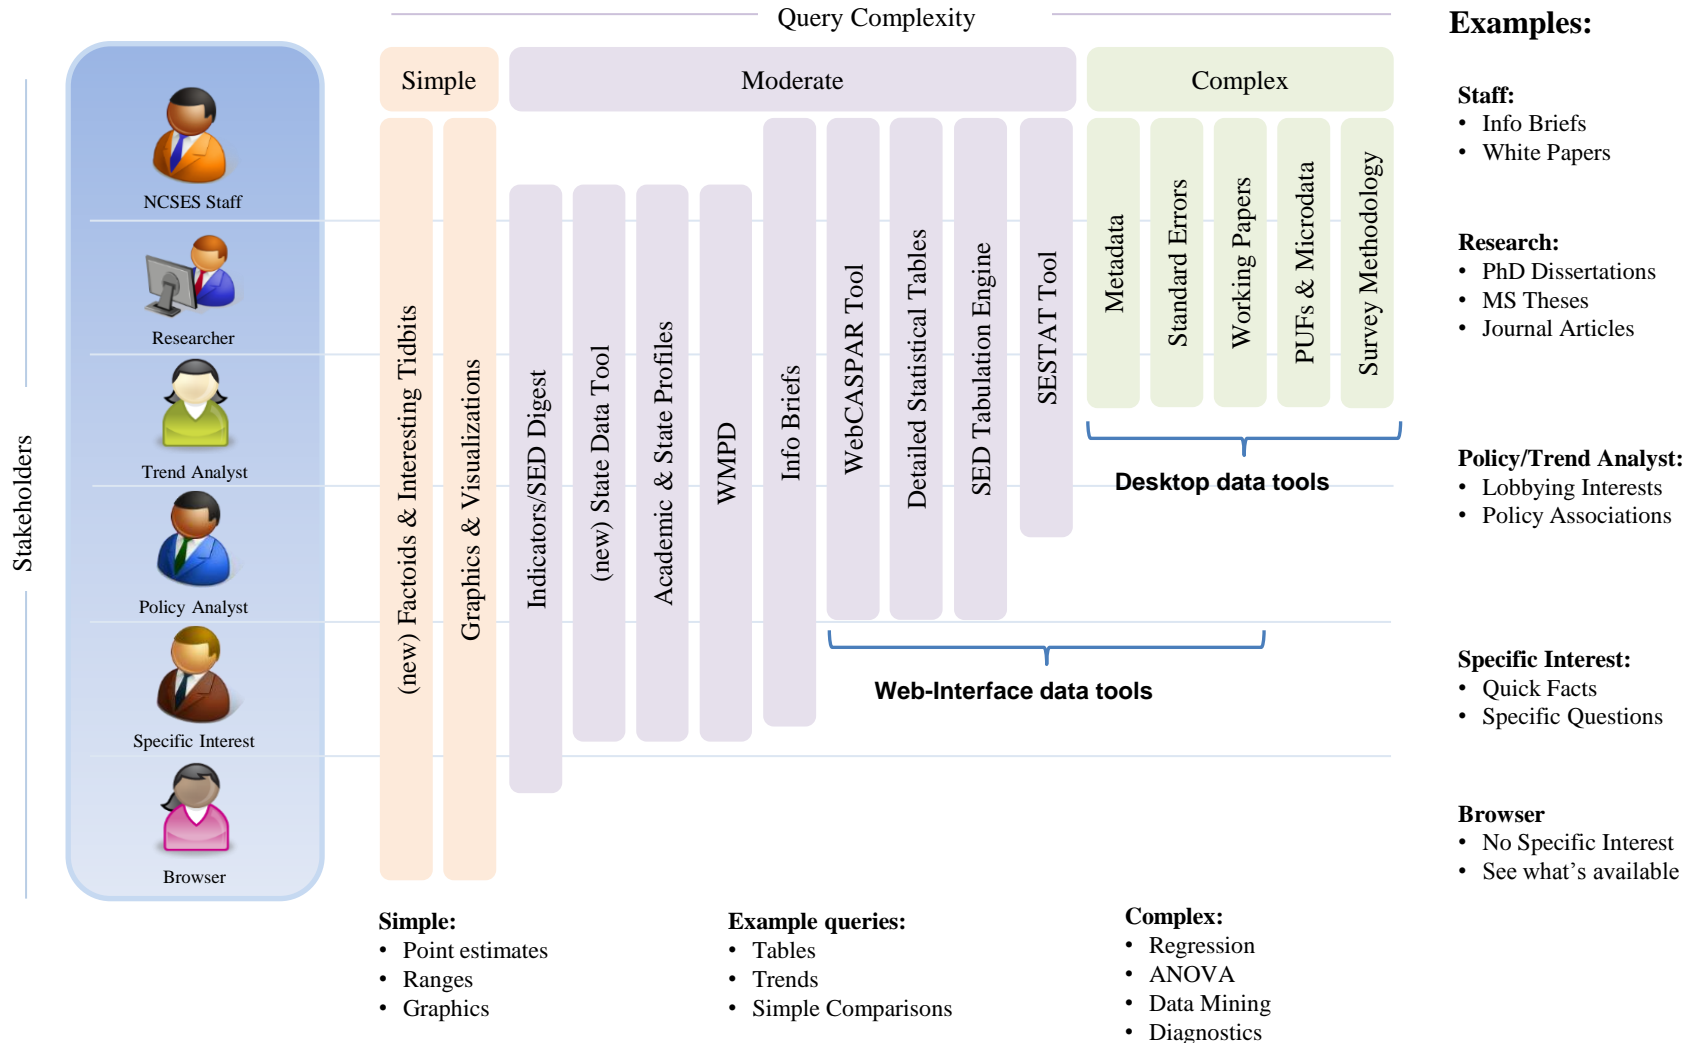 Query Complexity
Examples:
Simple
Moderate
Complex
Stakeholders
NCSES Staff
Researcher
Trend Analyst
Policy Analyst
Specific Interest
Browser
(new) Factoids & Interesting Tidbits
Graphics & Visualizations
Indicators/SED Digest
(new) State Data Tool
Academic & State Profiles
WMPD
Info Briefs
WebCASPAR Tool
Detailed Statistical Tables
SED Tabulation Engine
SESTAT Tool
Metadata
Standard Errors
Working Papers
PUFs & Microdata
Survey Methodology
Desktop data tools
Web-Interface data tools
Staff:
• Info Briefs
• White Papers
Research:
• PhD Dissertations
• MS Theses
• Journal Articles
Policy/Trend Analyst:
• Lobbying Interests
• Policy Associations
Specific Interest:
• Quick Facts
• Specific Questions
Browser
• No Specific Interest
• See what's available
Simple:
• Point estimates
• Ranges
• Graphics
Example queries:
• Tables
• Trends
• Simple Comparisons
Complex:
• Regression
• ANOVA
• Data Mining
• Diagnostics